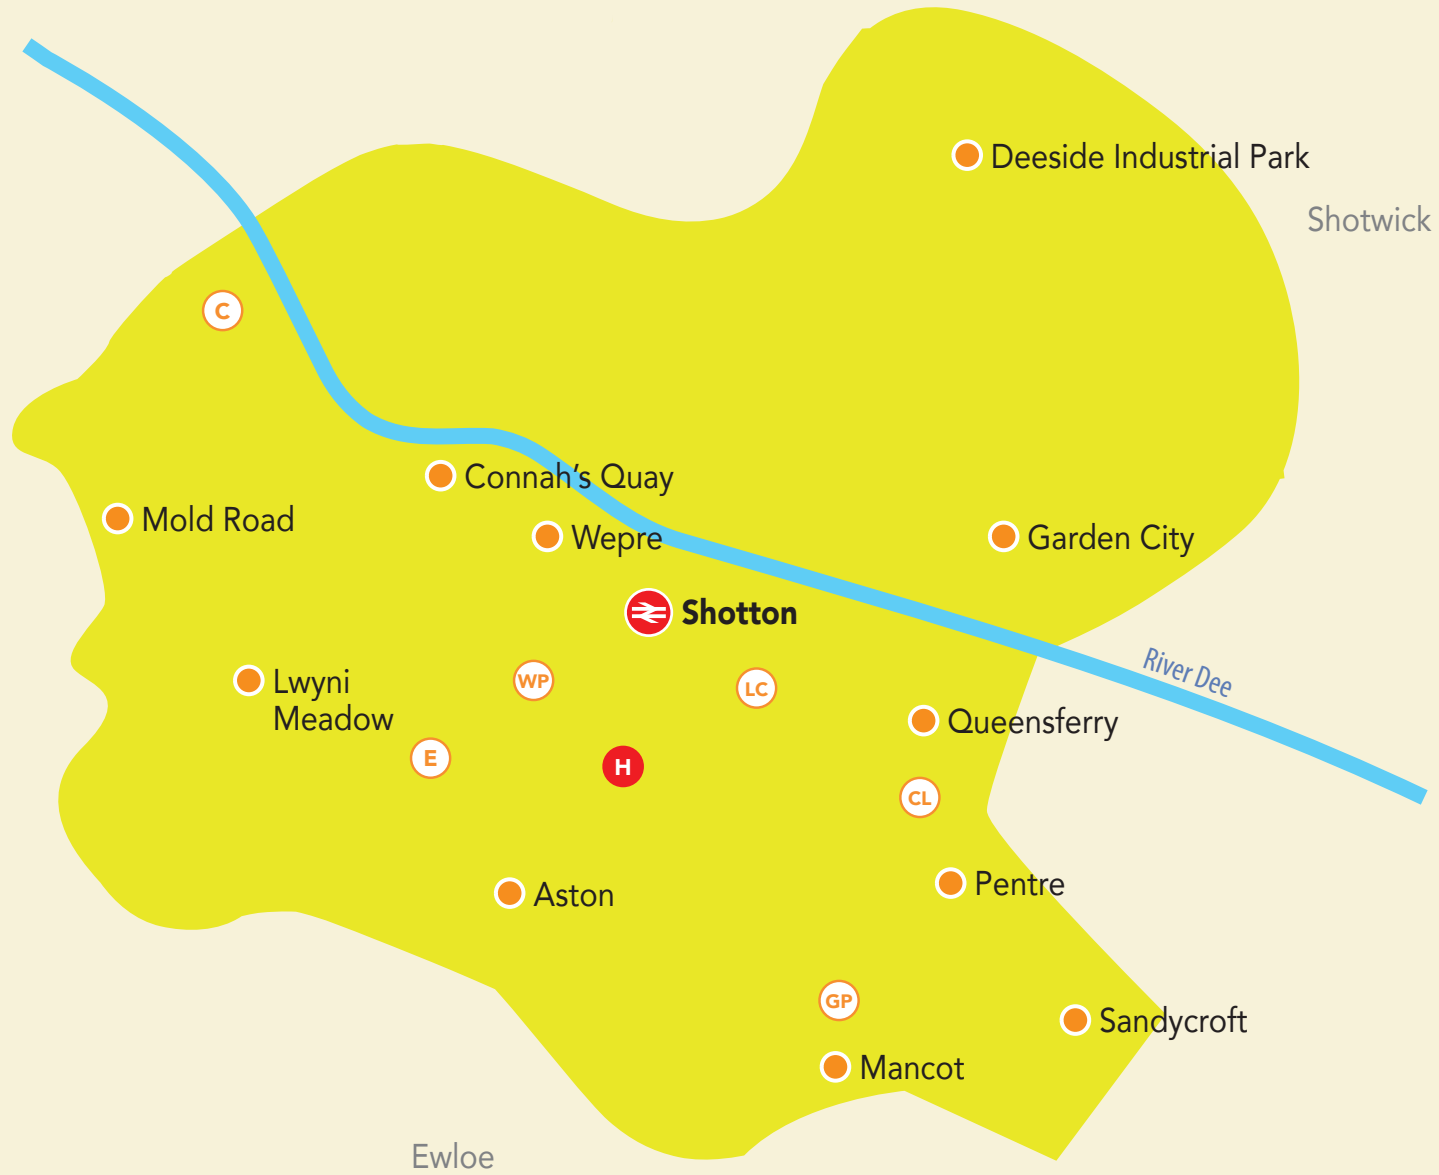 Deeside Industrial Park
Shotwick
C
Connah's Quay
Mold Road
Wepre
Garden City
Shotton
River Dee
Lwyni
Meadow
WP
LC
Queensferry
E
H
CL
Aston
Pentre
GP
Sandycroft
Mancot
Ewloe